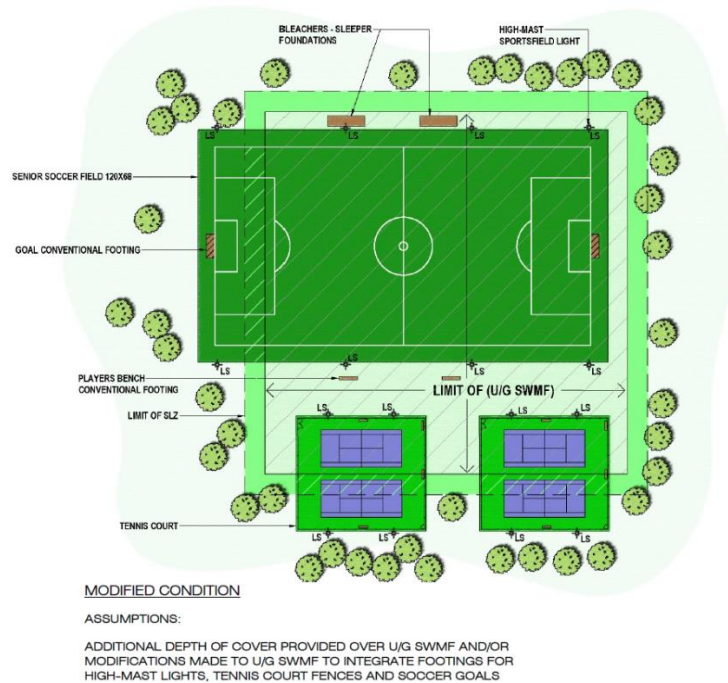 BLEACHERS - SLEEPER
FOUNDATIONS
HIGH-MAST
SPORTSFIELD LIGHT
LS
LS
LS
LS
SENIOR SOCCER FIELD 120X68
GOAL CONVENTIONAL FOOTING
LS
LS
LS
LS
PLAYERS BENCH
CONVENTIONAL FOOTING
LIMIT OF (U/G SWMF)
LIMIT OF SLZ
LS
LS
LS
LS
TENNIS COURT
LS
LS
LS
LS
MODIFIED CONDITION
ASSUMPTIONS:
ADDITIONAL DEPTH OF COVER PROVIDED OVER U/G SWMF AND/OR
MODIFICATIONS MADE TO U/G SWMF TO INTEGRATE FOOTINGS FOR
HIGH-MAST LIGHTS, TENNIS COURT FENCES AND SOCCER GOALS